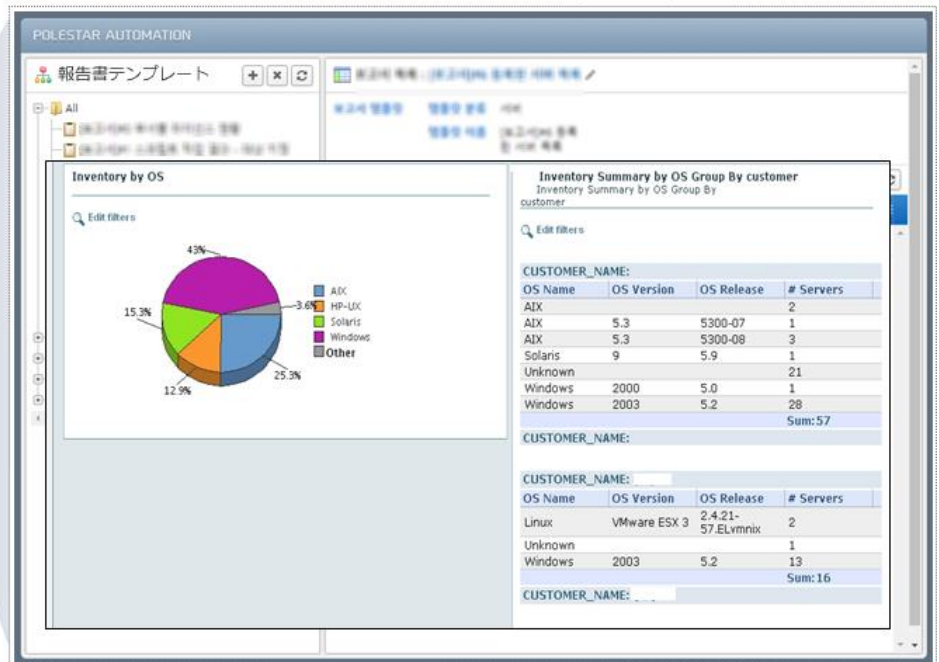 POLESTAR AUTOMATION
報告書テンプレート
All
Inventory by OS
Edit filters
43%
15.3%
3.6%
12.9%
25.3%
AIX
HP-UX
Solaris
Windows
Other
Inventory Summary by OS Group By customer
Inventory Summary by OS Group By
customer
Edit filters
CUSTOMER_NAME:
OS Name OS Version OS Release # Servers
AIX 2
AIX 5.3 5300-07 1
AIX 5.3 5300-08 3
Solaris 9 5.9 1
Unknown 21
Windows 2000 5.0 1
Windows 2003 5.2 28
Sum:57
CUSTOMER_NAME:
CUSTOMER_NAME:
OS Name OS Version OS Release # Servers
Linux VMware ESX 3 2.4.21-57.ELvmnix 2
Unknown 1
Windows 2003 5.2 13
Sum:16
CUSTOMER_NAME: